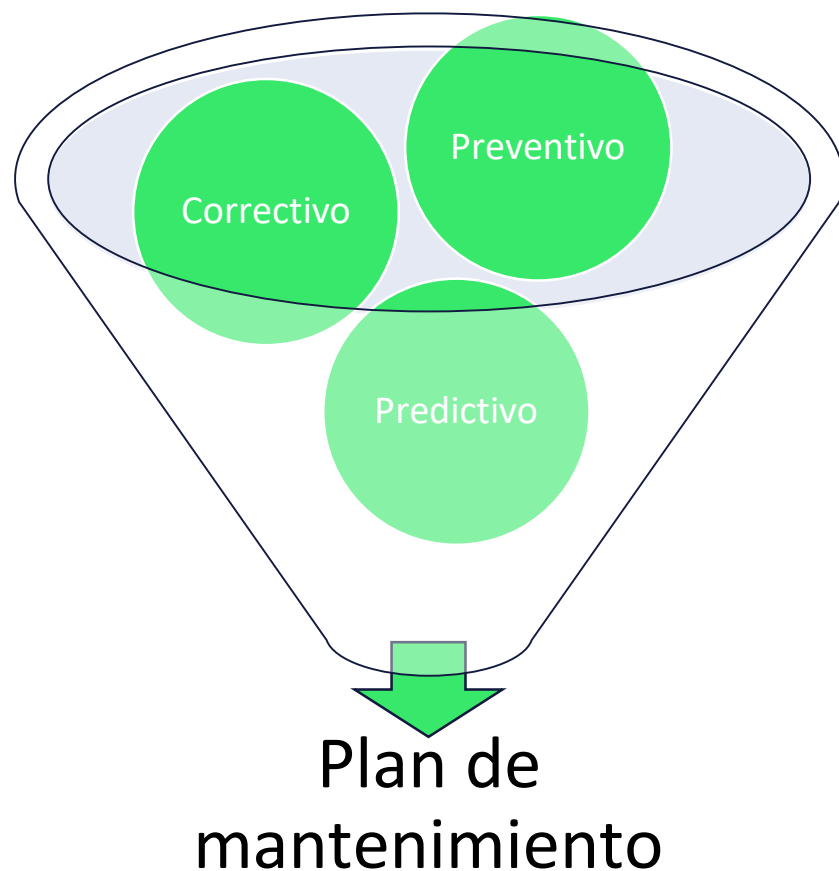 Preventivo
Correctivo
Predictivo
Plan de
mantenimiento